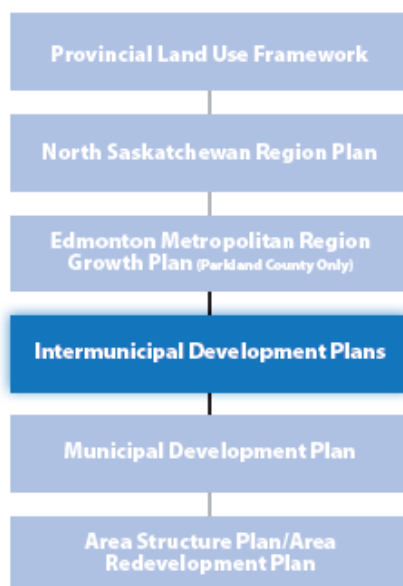 Provincial Land Use Framework
North Saskatchewan Region Plan
Edmonton Metropolitan Region
Growth Plan (Parkland County Only)
Intermunicipal Development Plans
Municipal Development Plan
Area Structure Plan/Area
Redevelopment Plan